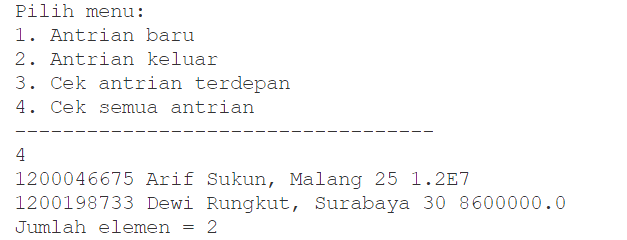 Pilih menu:
1. Antrian baru
2. Antrian keluar
3. Cek antrian terdepan
4. Cek semua antrian
-----------------------------------
4
1200046675 Arif Sukun, Malang 25 1.2E7
1200198733 Dewi Rungkut, Surabaya 30 8600000.0
Jumlah elemen = 2